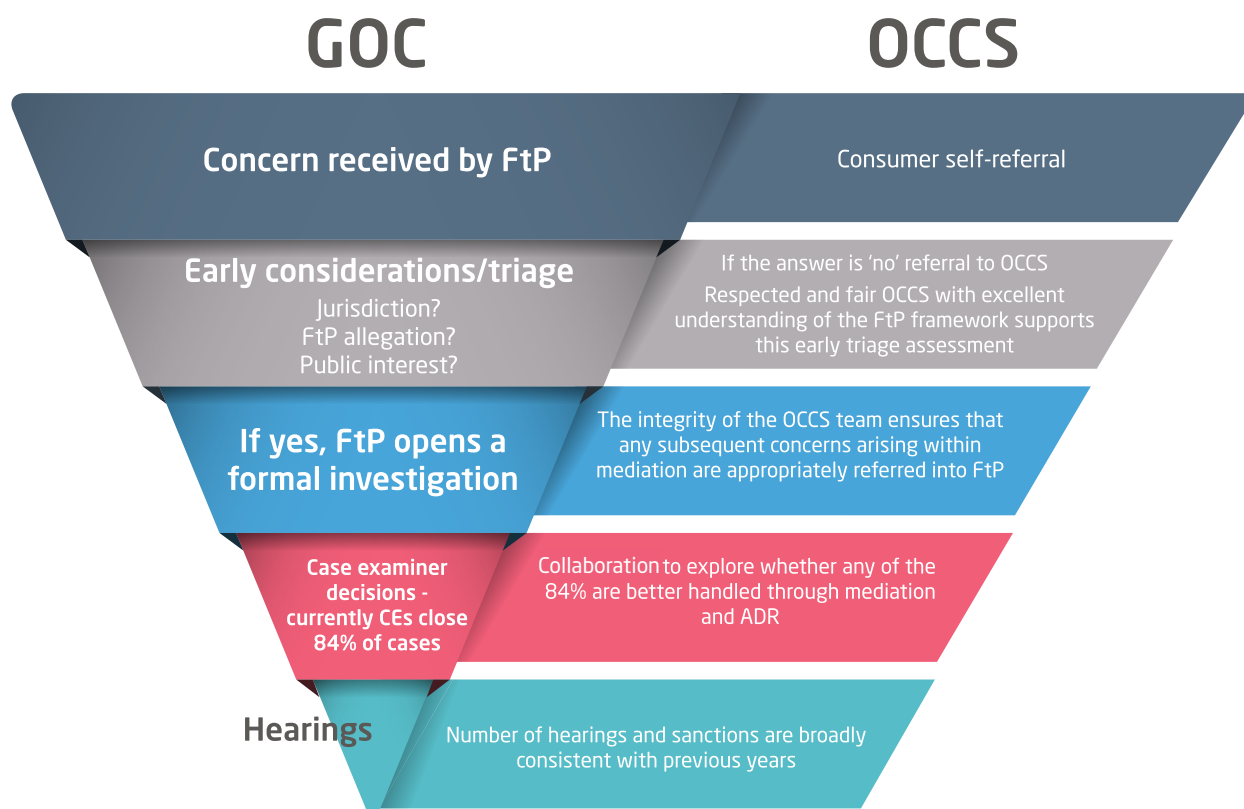 GOC
OCCS
Concern received by FtP
Consumer self-referral
Early considerations/triage
Jurisdiction?
FtP allegation?
Public interest?
If the answer is ‘no’ referral to OCCS
Respected and fair OCCS with excellent
understanding of the FtP framework supports
this early triage assessment
If yes, FtP opens a
formal investigation
The integrity of the OCCS team ensures that
any subsequent concerns arising within
mediation are appropriately referred into FtP
Case examiner
decisions -
currently CEs close
84% of cases
Collaboration to explore whether any of the
84% are better handled through mediation
and ADR
Hearings
Number of hearings and sanctions are broadly
consistent with previous years